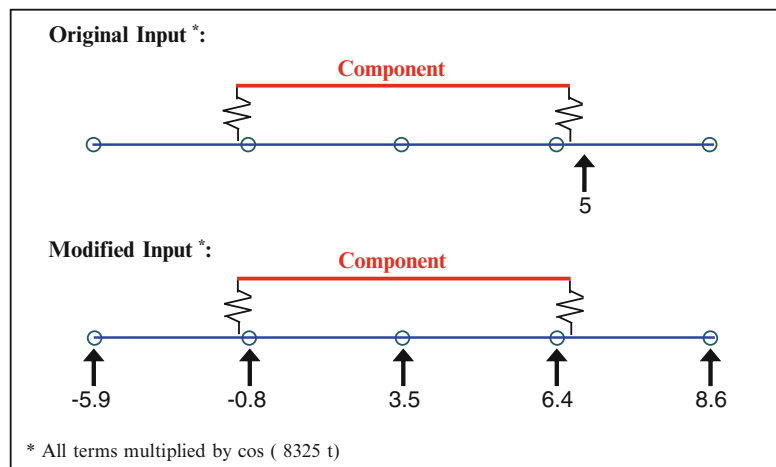 Original Input *:
Component
5
Modified Input *:
Component
-5.9 -0.8 3.5 6.4 8.6
* All terms multiplied by cos ( 8325 t)